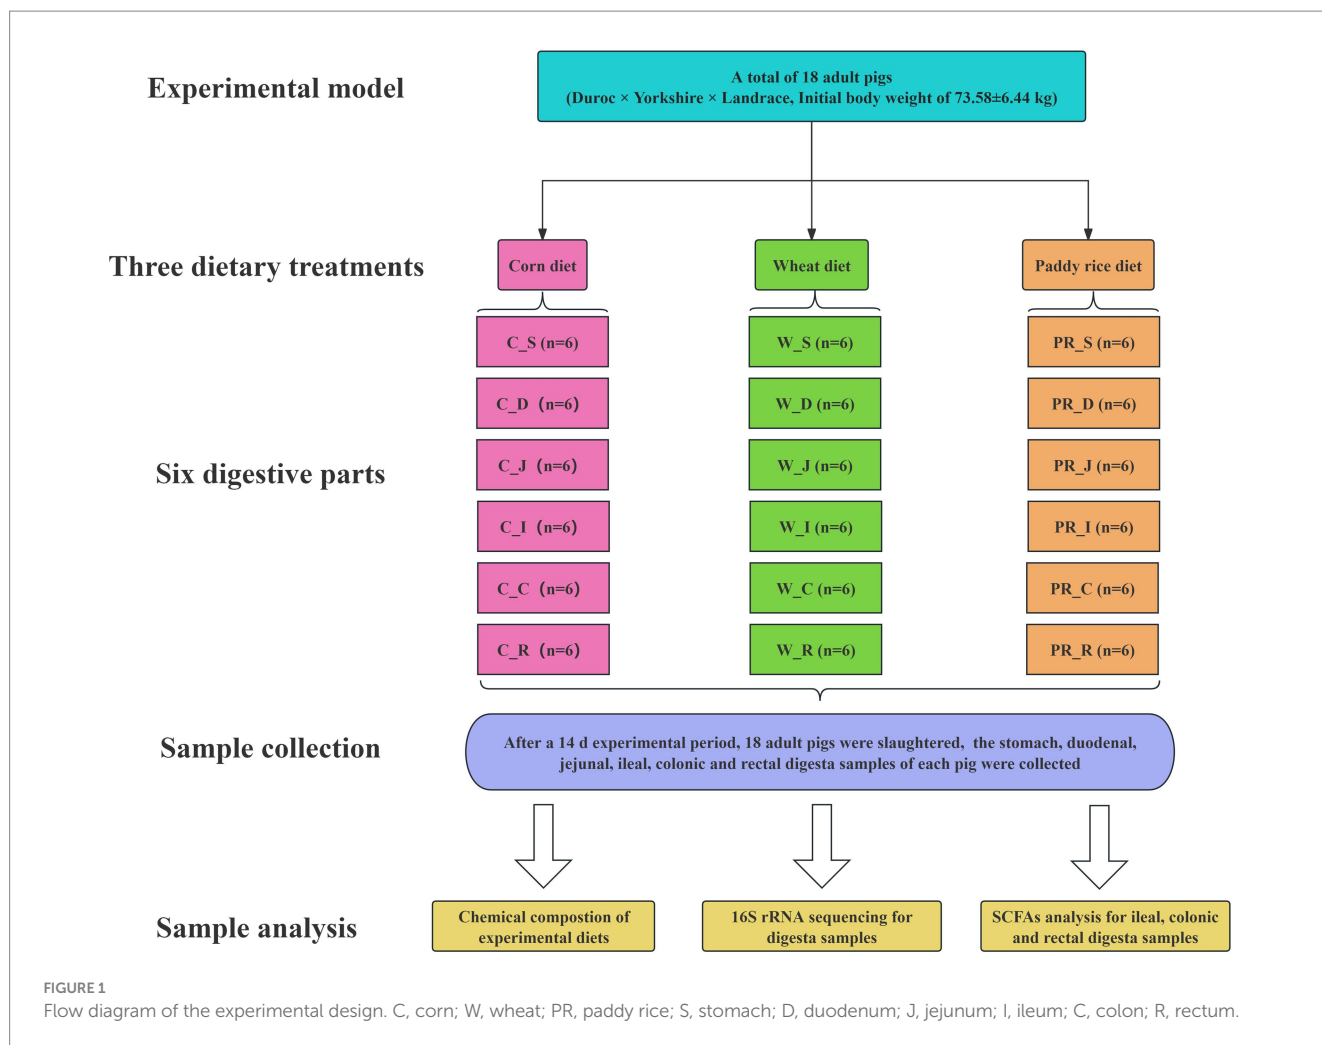 Experimental model
A total of 18 adult pigs
(Duroc × Yorkshire × Landrace, Initial body weight of 73.58±6.44 kg)
Three dietary treatments
Corn diet
Wheat diet
Paddy rice diet
Six digestive parts
C_S (n=6)
W_S (n=6)
PR_S (n=6)
C_D（n=6）
W_D (n=6)
PR_D (n=6)
C_J（n=6）
W_J (n=6)
PR_J (n=6)
C_I（n=6）
W_I (n=6)
PR_I (n=6)
C_C（n=6）
W_C (n=6)
PR_C (n=6)
C_R（n=6）
W_R (n=6)
PR_R (n=6)
Sample collection
After a 14 d experimental period, 18 adult pigs were slaughtered, the stomach, duodenal,
jejunal, ileal, colonic and rectal digesta samples of each pig were collected
Sample analysis
Chemical compostion of
experimental diets
16S rRNA sequencing for
digesta samples
SCFAs analysis for ileal, colonic
and rectal digesta samples
FIGURE 1
Flow diagram of the experimental design. C, corn; W, wheat; PR, paddy rice; S, stomach; D, duodenum; J, jejunum; I, ileum; C, colon; R, rectum.